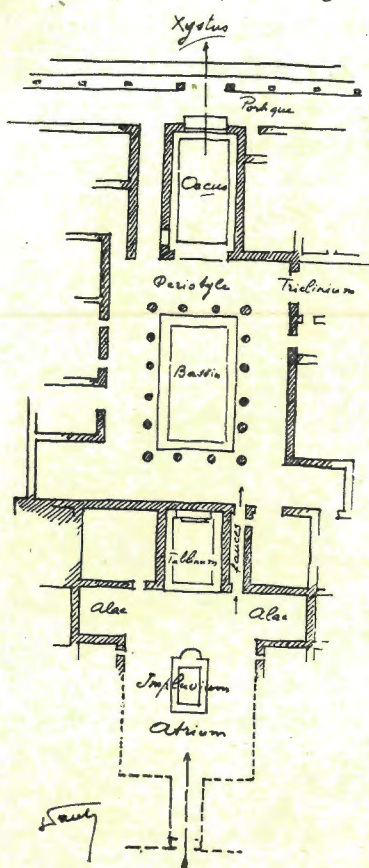 Xystus
Portique
Oecus
Peristyle
Triclinium
Bassin
Tablinum
Fauces
Alae
Alae
Impluvium
Atrium